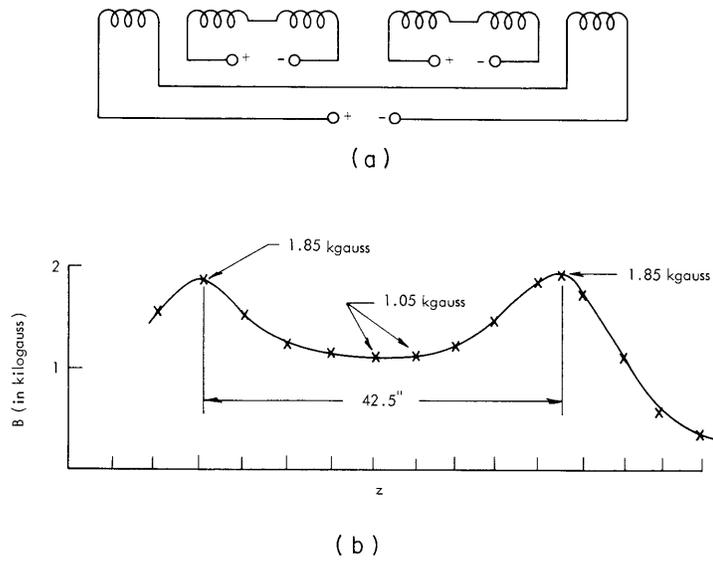 + -
+ -
+ -
(a)
1.85 kgauss
2
1.85 kgauss
1.05 kgauss
B (in kilogauss)
1
42.5"
z
(b)